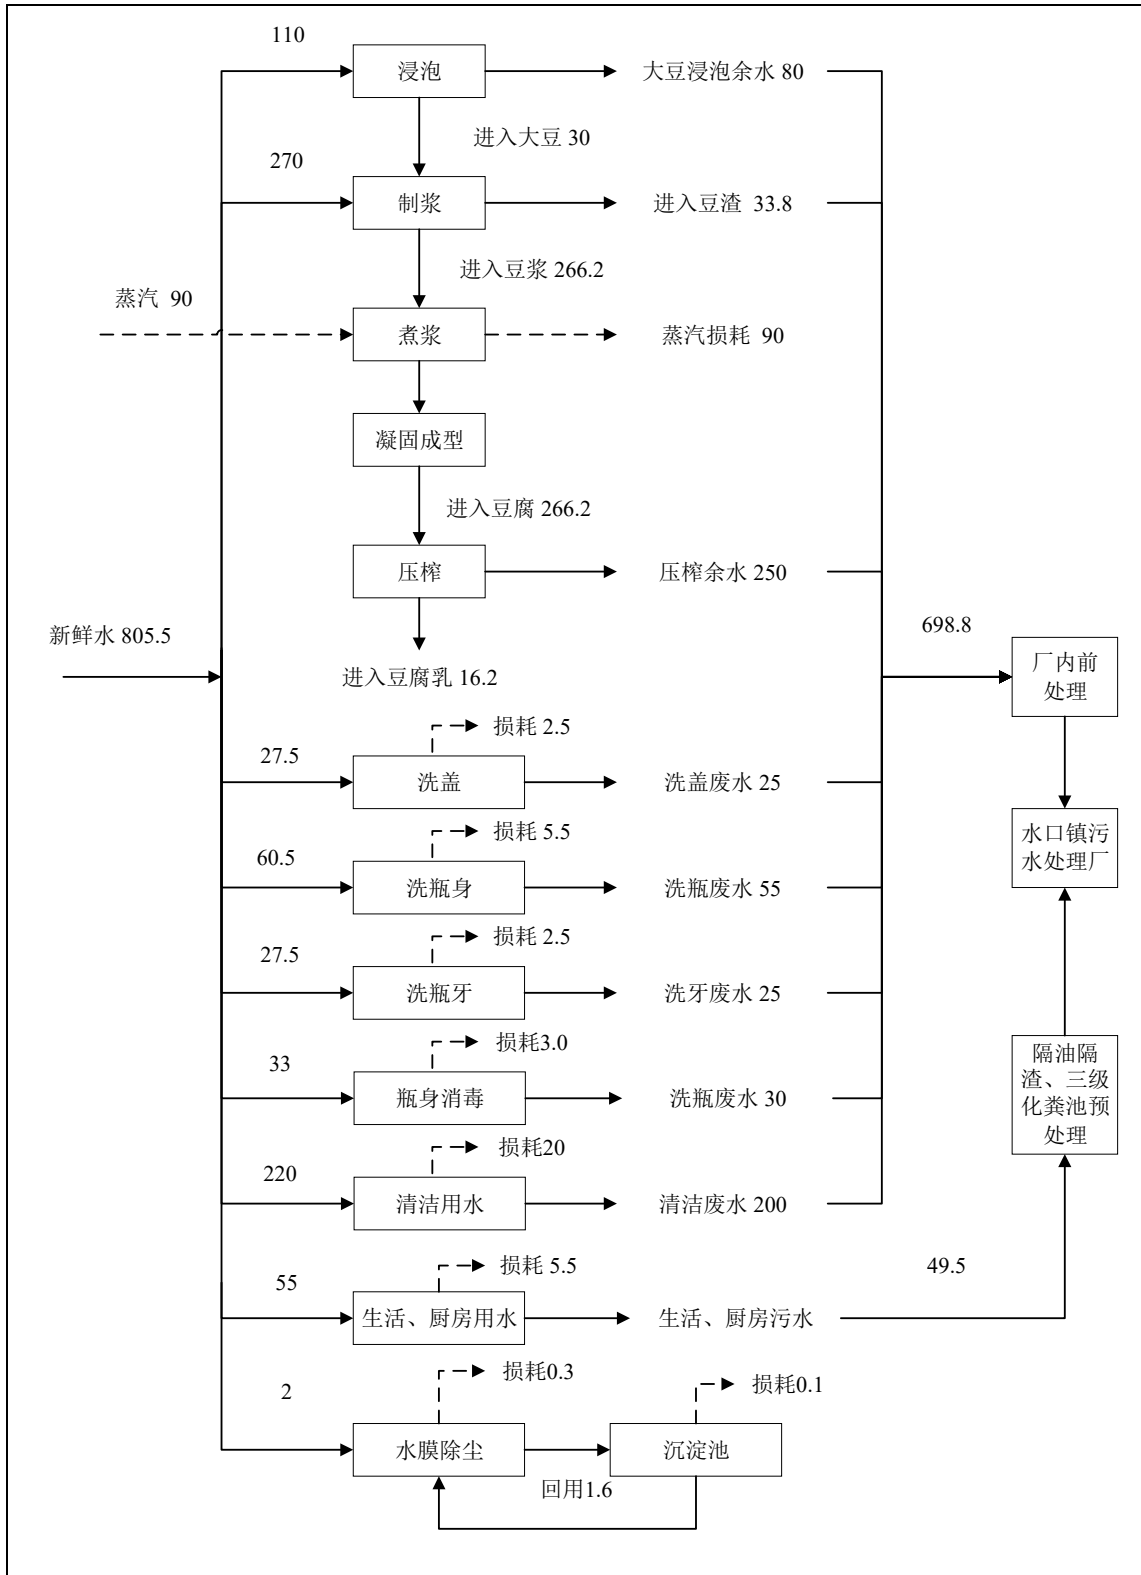 110
浸泡
大豆浸泡余水 80
进入大豆 30
270
制浆
进入豆渣 33.8
进入豆浆 266.2
蒸汽 90
煮浆
蒸汽损耗 90
凝固成型
进入豆腐 266.2
压榨
压榨余水 250
新鲜水 805.5
698.8
厂内前
处理
进入豆腐乳 16.2
损耗 2.5
27.5
洗盖
洗盖废水 25
损耗 5.5
60.5
洗瓶身
洗瓶废水 55
水口镇污
水处理厂
损耗 2.5
27.5
洗瓶牙
洗牙废水 25
损耗3.0
33
瓶身消毒
洗瓶废水 30
隔油隔
渣、三级
化粪池预
处理
损耗20
220
清洁用水
清洁废水 200
损耗 5.5
55
生活、厨房用水
生活、厨房污水
49.5
损耗0.3
2
水膜除尘
损耗0.1
沉淀池
回用1.6